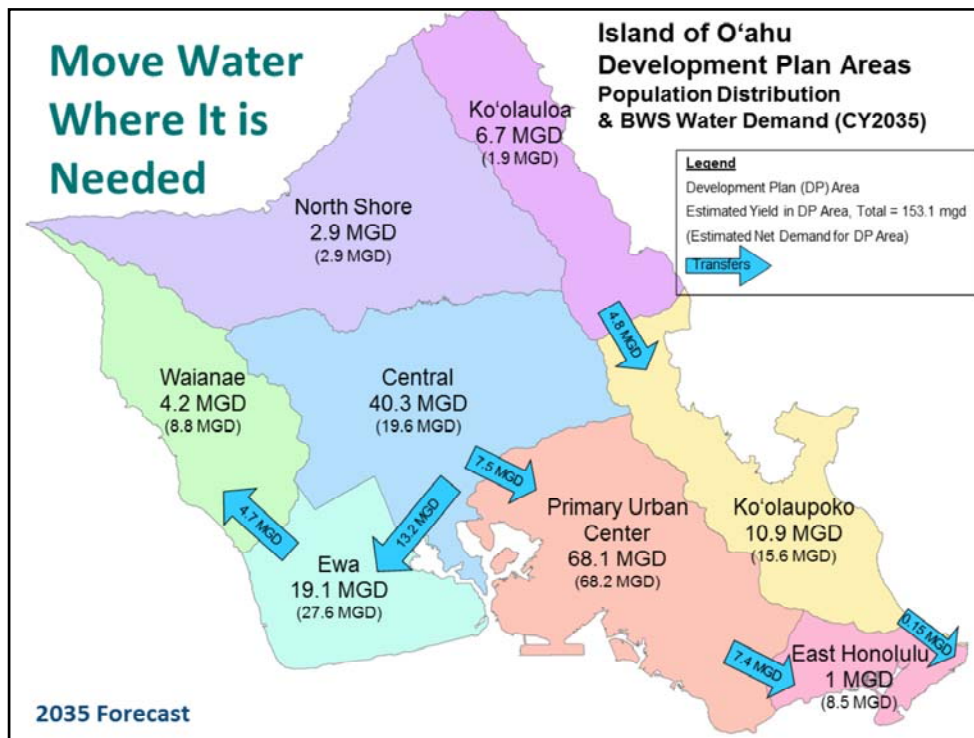 Move Water
Where It is
Needed
Island of Oʻahu
Development Plan Areas
Population Distribution
& BWS Water Demand (CY2035)
Legend
Development Plan (DP) Area
Estimated Yield in DP Area, Total = 153.1 mgd
(Estimated Net Demand for DP Area)
Transfers
Koʻolauloa
6.7 MGD
(1.9 MGD)
North Shore
2.9 MGD
(2.9 MGD)
4.8 MGD
Waianae
4.2 MGD
(8.8 MGD)
Central
40.3 MGD
(19.6 MGD)
7.5 MGD
13.2 MGD
4.7 MGD
Ewa
19.1 MGD
(27.6 MGD)
Primary Urban
Center
68.1 MGD
(68.2 MGD)
Koʻolaupoko
10.9 MGD
(15.6 MGD)
0.15 MGD
7.4 MGD
East Honolulu
1 MGD
(8.5 MGD)
2035 Forecast